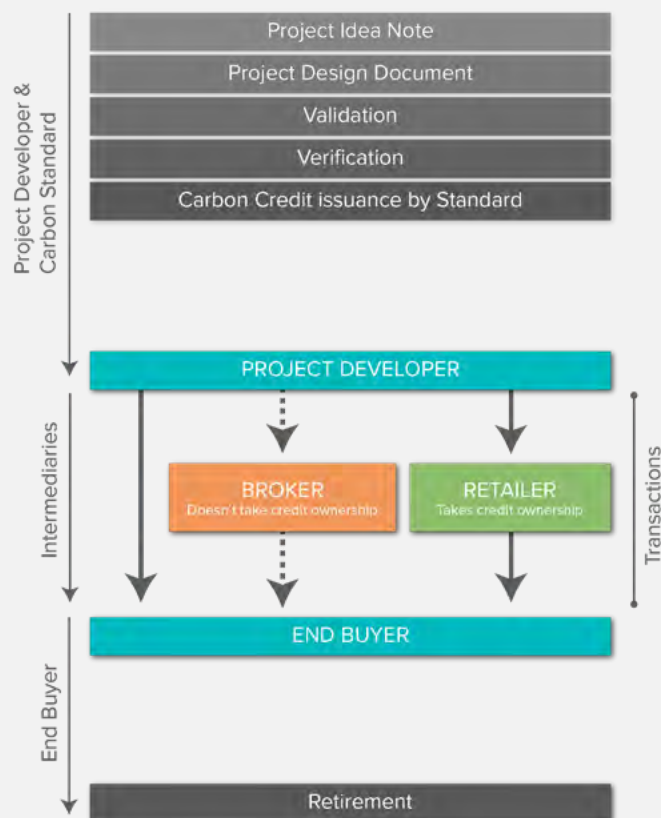 Project Developer &
Carbon Standard
Project Idea Note
Project Design Document
Validation
Verification
Carbon Credit issuance by Standard
PROJECT DEVELOPER
Intermediaries
BROKER
Doesn't take credit ownership
RETAILER
Takes credit ownership
Transactions
END BUYER
End Buyer
Retirement